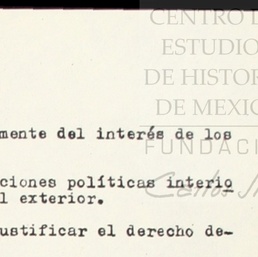 CENTRO D
ESTUDIO
DE HISTOR
DE MEXIC
mente del interés de los
FUNDACI
ciones políticas interio
l exterior.
Carlos
ustificar el derecho de-